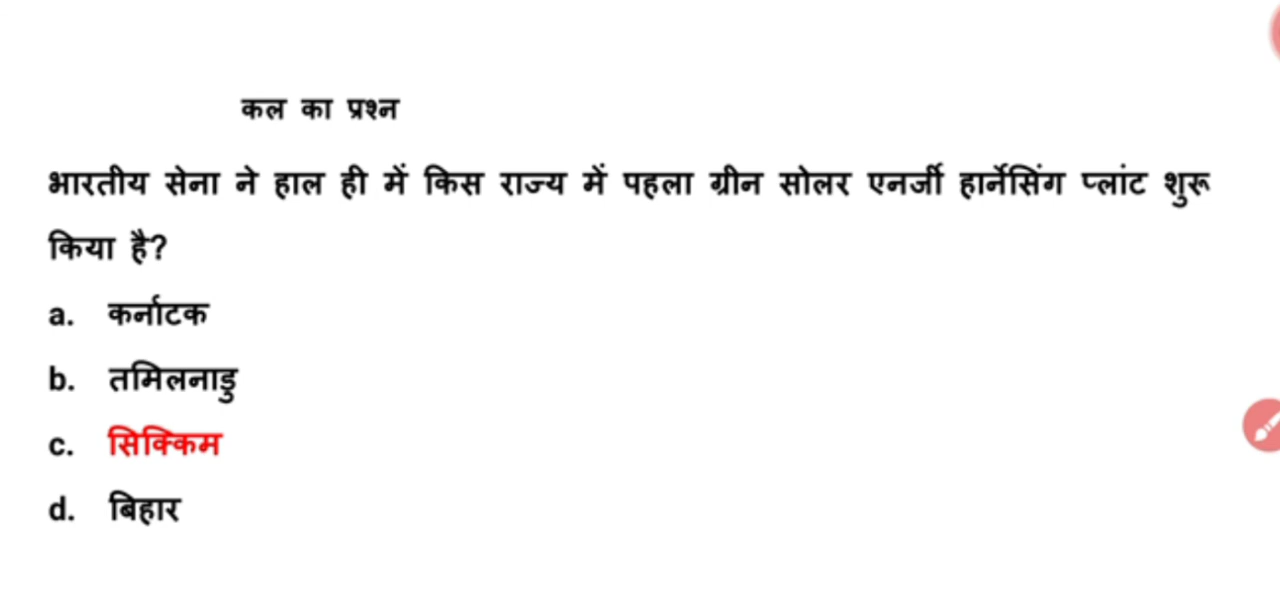 कल का प्रश्न
भारतीय सेना ने हाल ही में किस राज्य में पहला ग्रीन सोलर एनर्जी हार्नेसिंग प्लांट शुरू
किया है?
a. कर्नाटक
b. तमिलनाडु
c. सिक्किम
d. बिहार